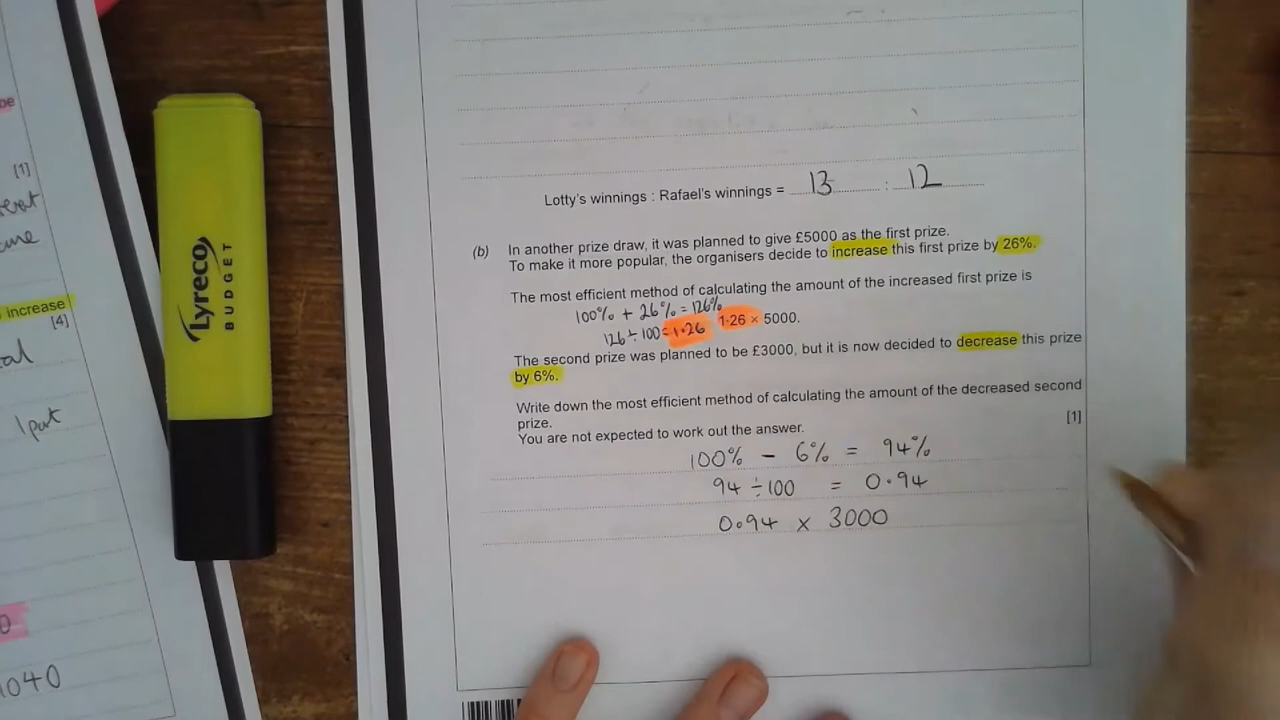 be
[1]
increase
[4]
1 part
0
1040
Lyreco
BUDGET
Lotty's winnings : Rafael's winnings = 13 : 12
(b) In another prize draw, it was planned to give £5000 as the first prize.
To make it more popular, the organisers decide to increase this first prize by 26%.
The most efficient method of calculating the amount of the increased first prize is
100% + 26% = 126%
126 ÷ 100 = 1.26 1·26 × 5000.
The second prize was planned to be £3000, but it is now decided to decrease this prize
by 6%.
Write down the most efficient method of calculating the amount of the decreased second
prize.
You are not expected to work out the answer. [1]
100% - 6% = 94%
94 ÷ 100 = 0.94
0.94 x 3000